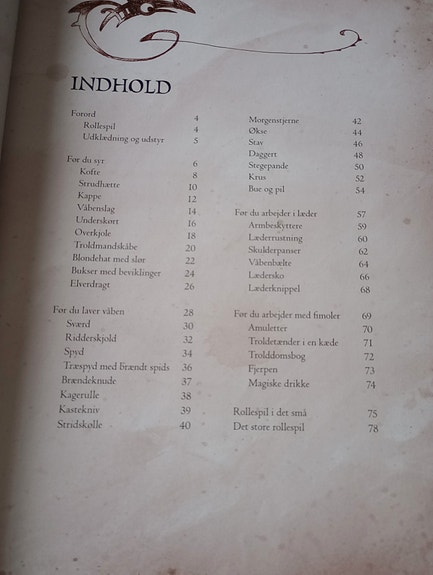 INDHOLD
Forord 4
Rollespil 4
Udklædning og udstyr 5
Før du syr 6
Kofte 8
Strudhætte 10
Kappe 12
Våbenslag 14
Underskørt 16
Overkjole 18
Troldmandskåbe 20
Blondehat med slør 22
Bukser med beviklinger 24
Elverdragt 26
Før du laver våben 28
Sværd 30
Ridderskjold 32
Spyd 34
Træspyd med brændt spids 36
Brændeknude 37
Kagerulle 38
Kastekniv 39
Stridskølle 40
Morgenstjerne 42
Økse 44
Stav 46
Daggert 48
Stegepande 50
Krus 52
Bue og pil 54
Før du arbejder i læder 57
Armbeskyttere 59
Læderrustning 60
Skulderpanser 62
Våbenbælte 64
Lædersko 66
Læderknippel 68
Før du arbejder med fimoler 69
Amuletter 70
Troldetænder i en kæde 71
Trolddomsbog 72
Fjerpen 73
Magiske drikke 74
Rollespil i det små 75
Det store rollespil 78